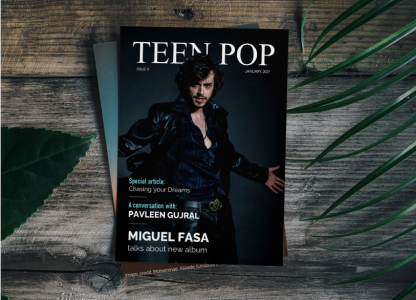 TEEN POP
ISSUE 9
JANUARY, 2021
Special article:
Chasing your Dreams
A conversation with:
PAVLEEN GUJRAL
MIGUEL FASA
talks about new album